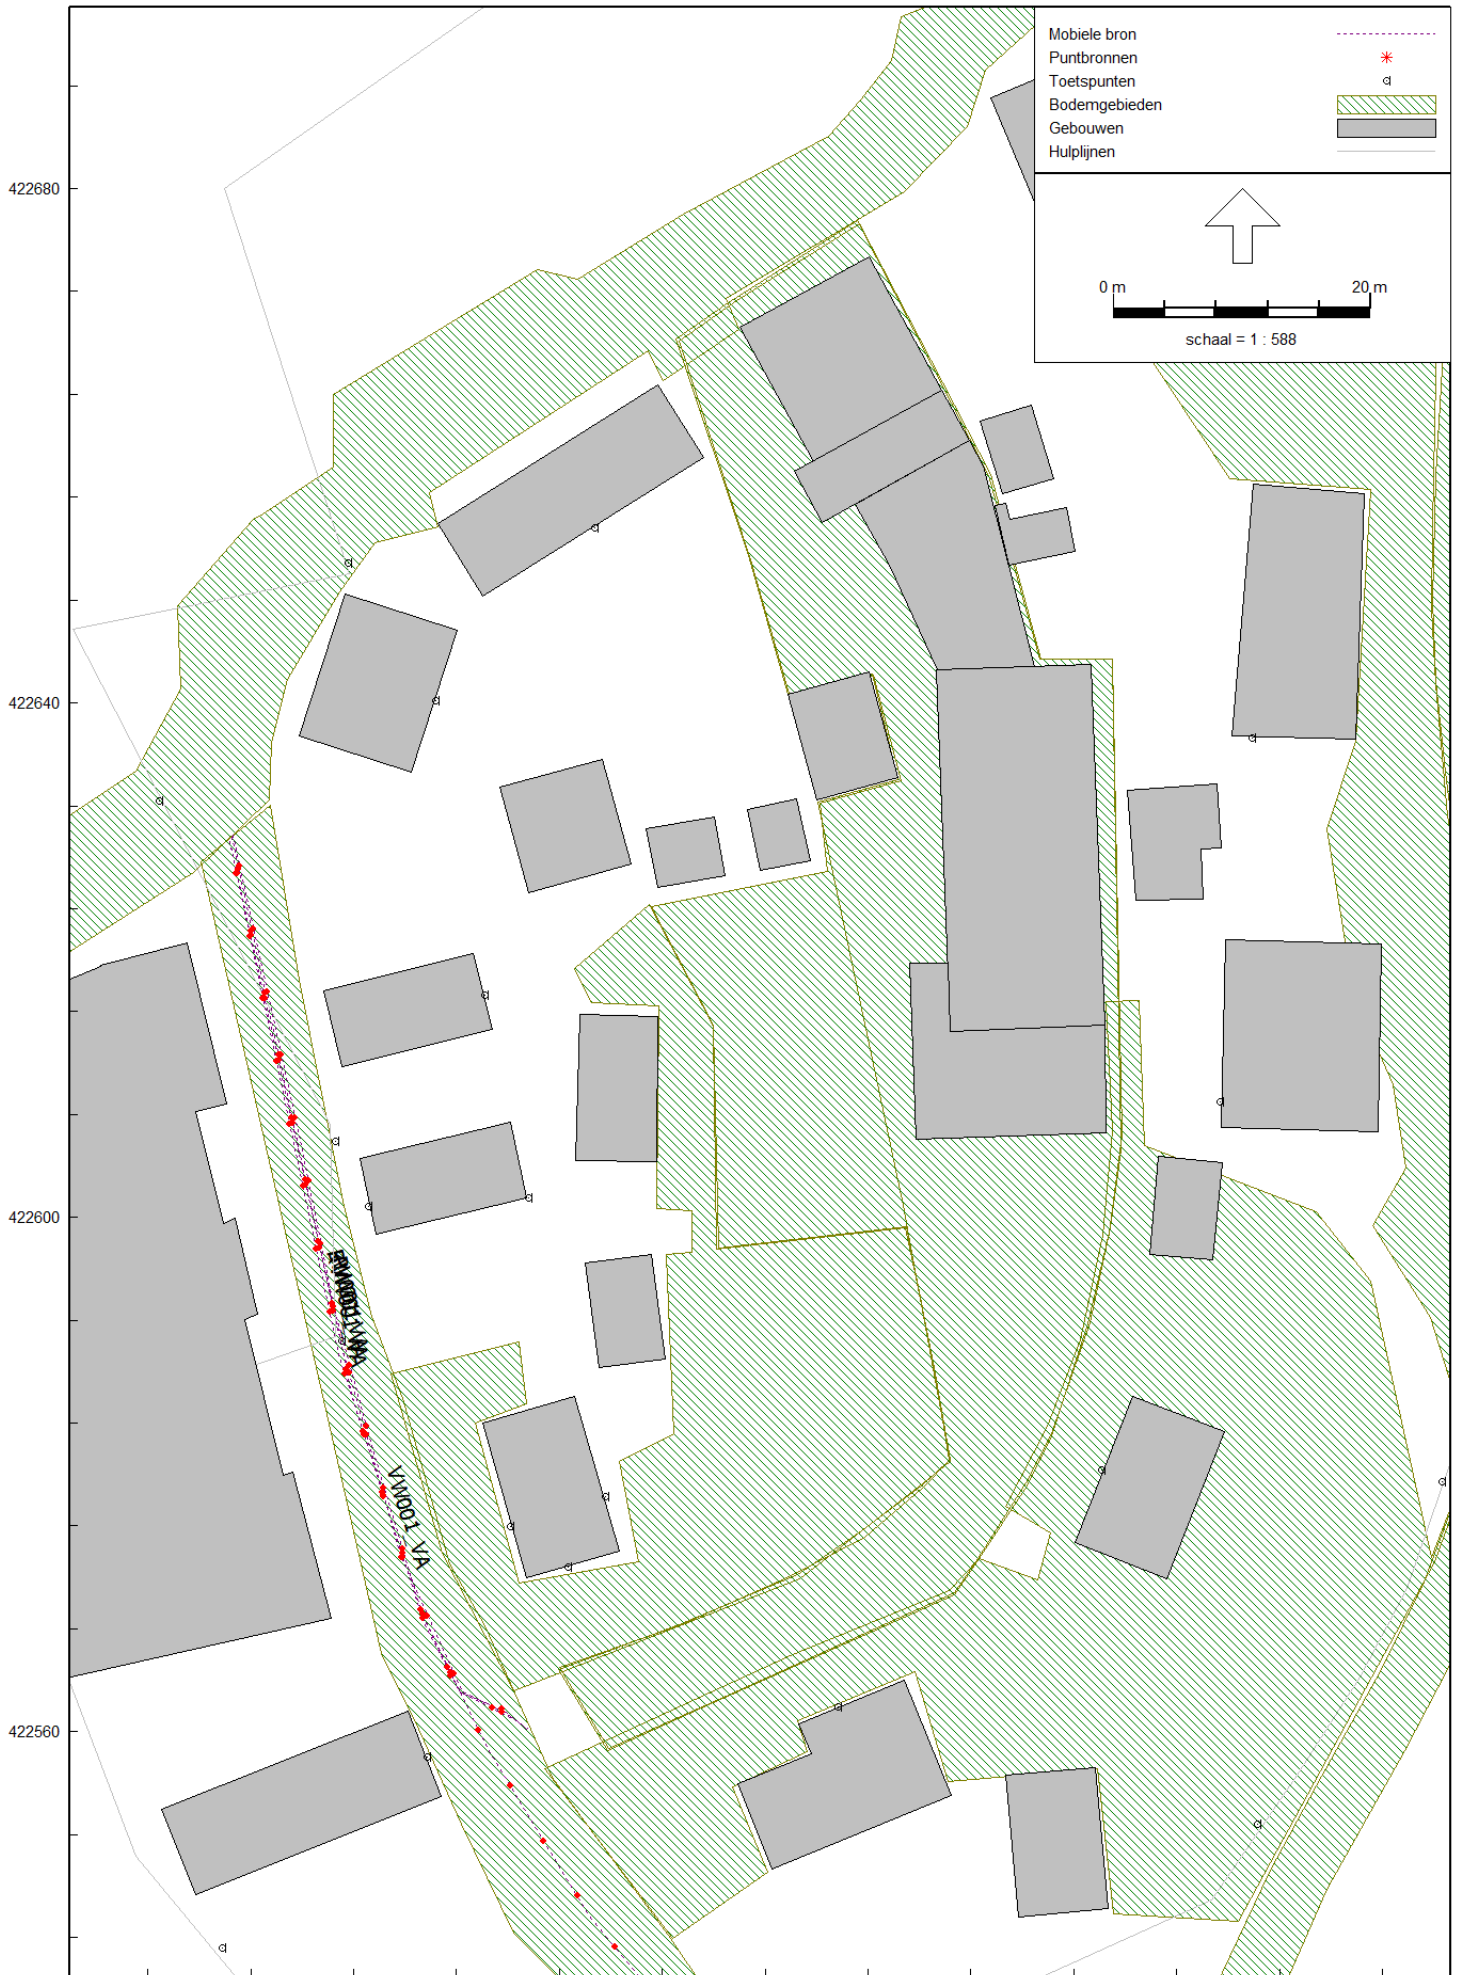 Mobiele bron
Puntbronnen
Toetspunten
Bodemgebieden
Gebouwen
Hulplijnen
422680
0 m 20 m
schaal = 1 : 588
422640
422600
VW001_VA
422560